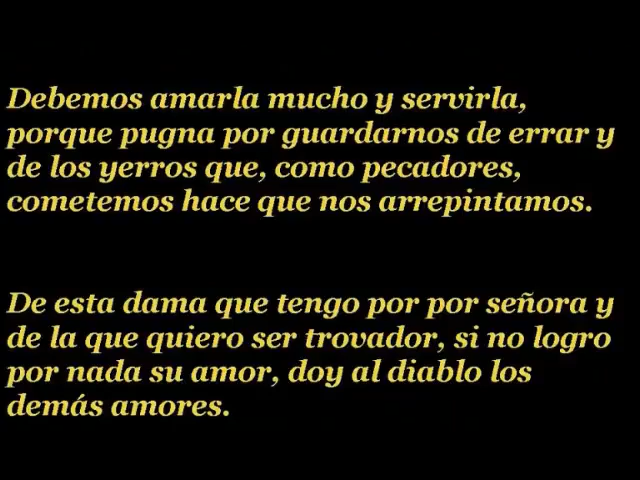 Debemos amarla mucho y servirla,
porque pugna por guardarnos de errar y
de los yerros que, como pecadores,
cometemos hace que nos arrepintamos.
De esta dama que tengo por por señora y
de la que quiero ser trovador, si no logro
por nada su amor, doy al diablo los
demás amores.